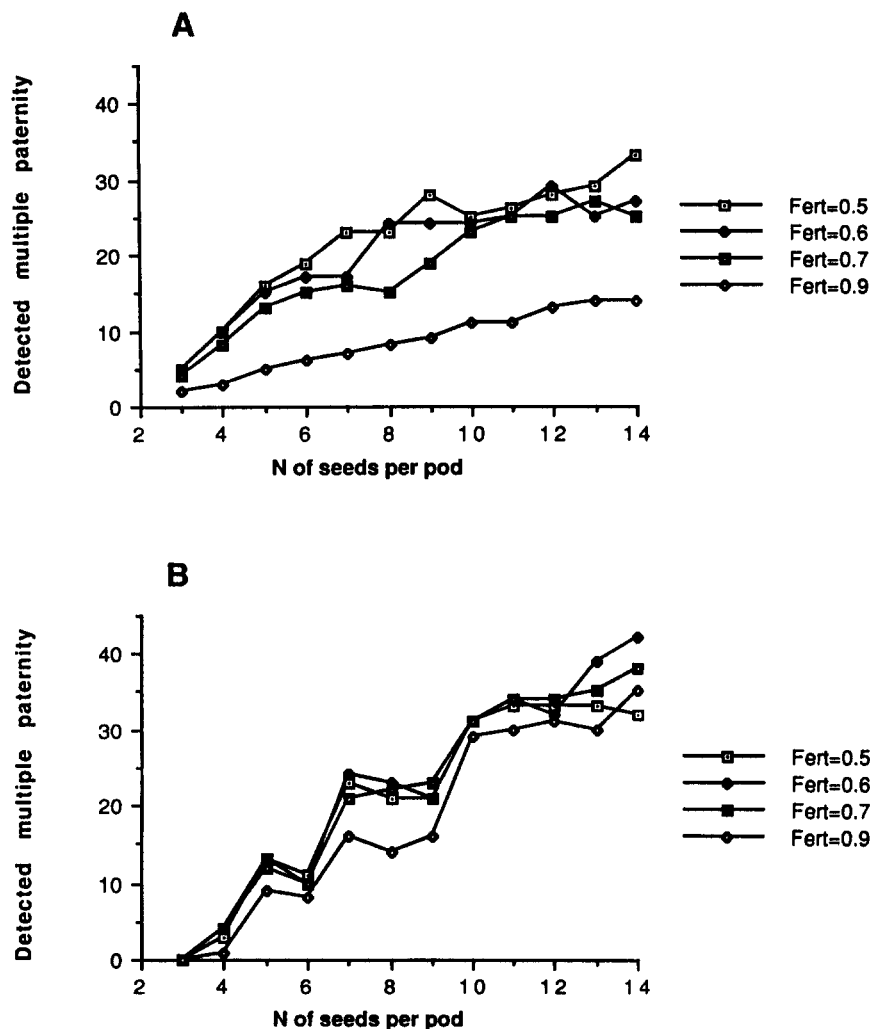 A
Detected multiple paternity
40
30
20
10
0
2 4 6 8 10 12 14
N of seeds per pod
Fert=0.5
Fert=0.6
Fert=0.7
Fert=0.9
B
Detected multiple paternity
40
30
20
10
0
2 4 6 8 10 12 14
N of seeds per pod
Fert=0.5
Fert=0.6
Fert=0.7
Fert=0.9